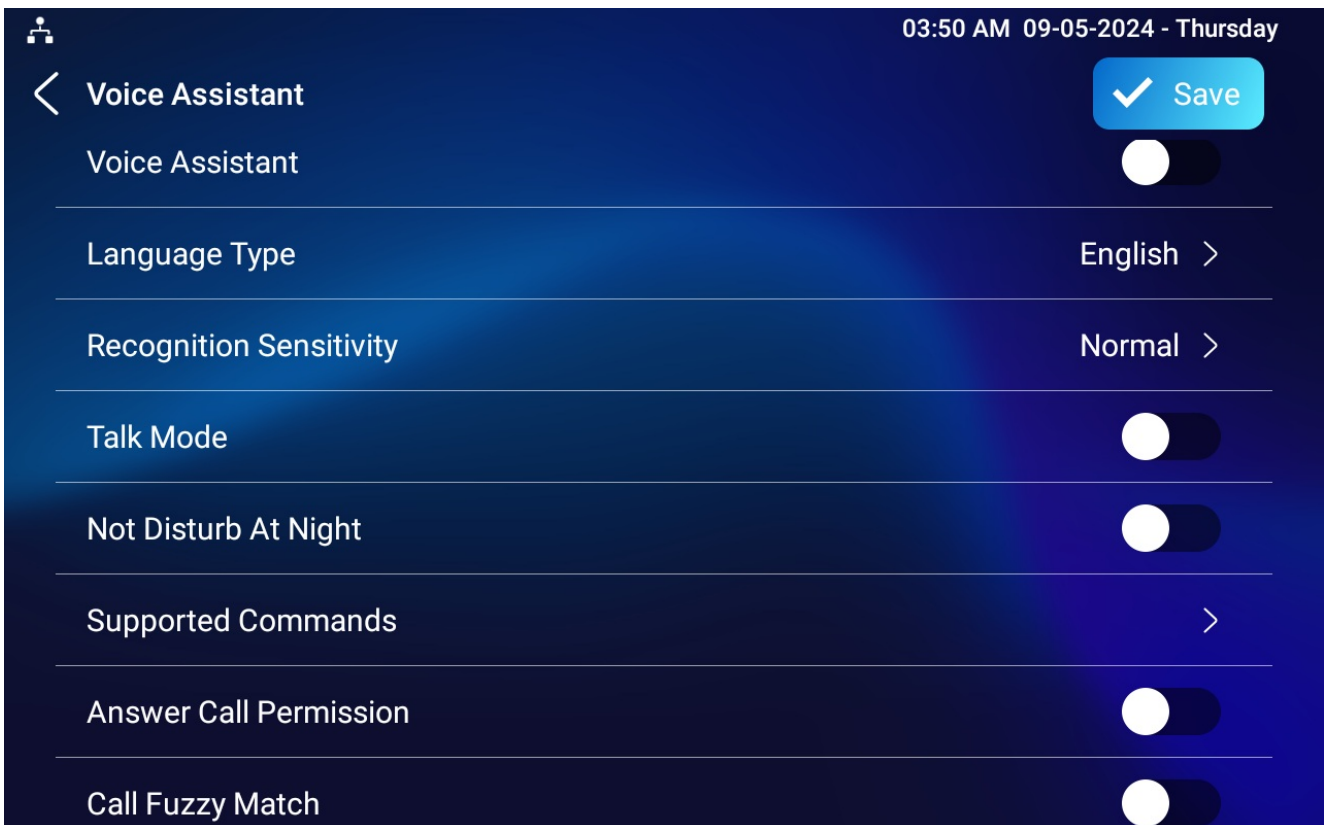 03:50 AM 09-05-2024 - Thursday
Voice Assistant
Save
Voice Assistant
Language Type English
Recognition Sensitivity Normal
Talk Mode
Not Disturb At Night
Supported Commands
Answer Call Permission
Call Fuzzy Match